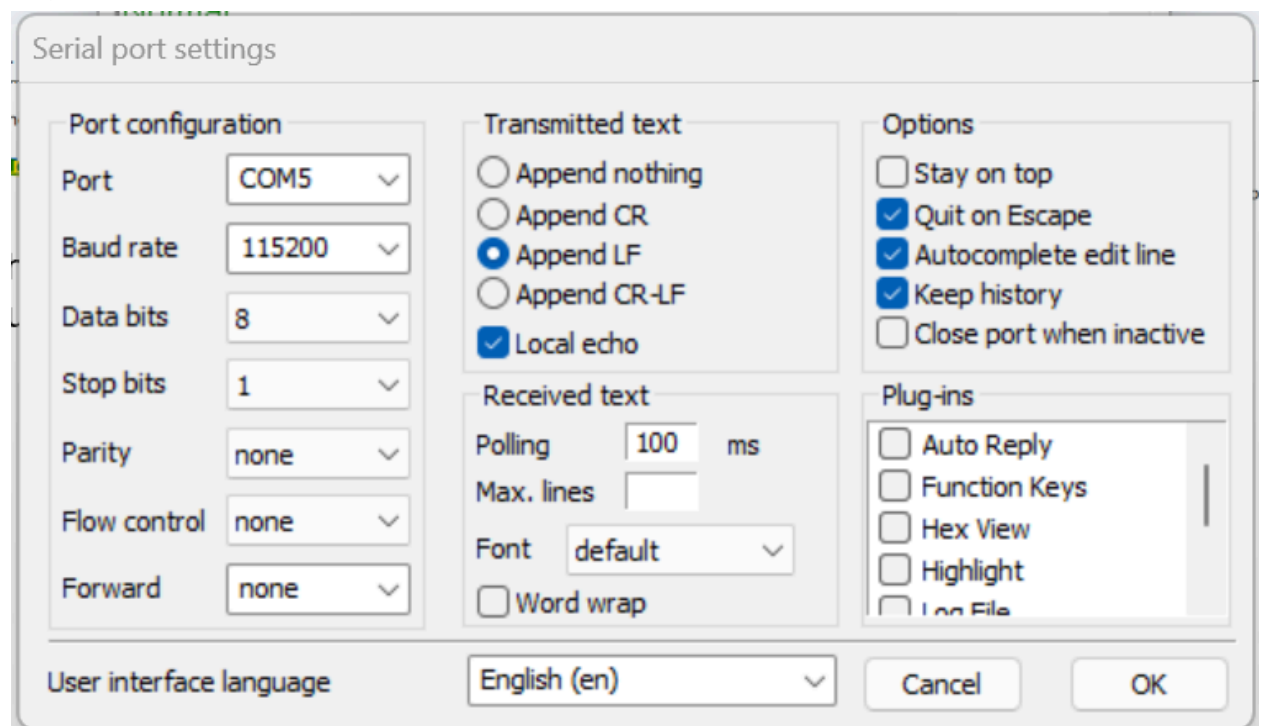 Serial port settings
Port configuration
Port COM5
Baud rate 115200
Data bits 8
Stop bits 1
Parity none
Flow control none
Forward none
Transmitted text
Append nothing
Append CR
Append LF
Append CR-LF
Local echo
Received text
Polling 100 ms
Max. lines
Font default
Word wrap
Options
Stay on top
Quit on Escape
Autocomplete edit line
Keep history
Close port when inactive
Plug-ins
Auto Reply
Function Keys
Hex View
Highlight
Log File
User interface language English (en)
Cancel OK